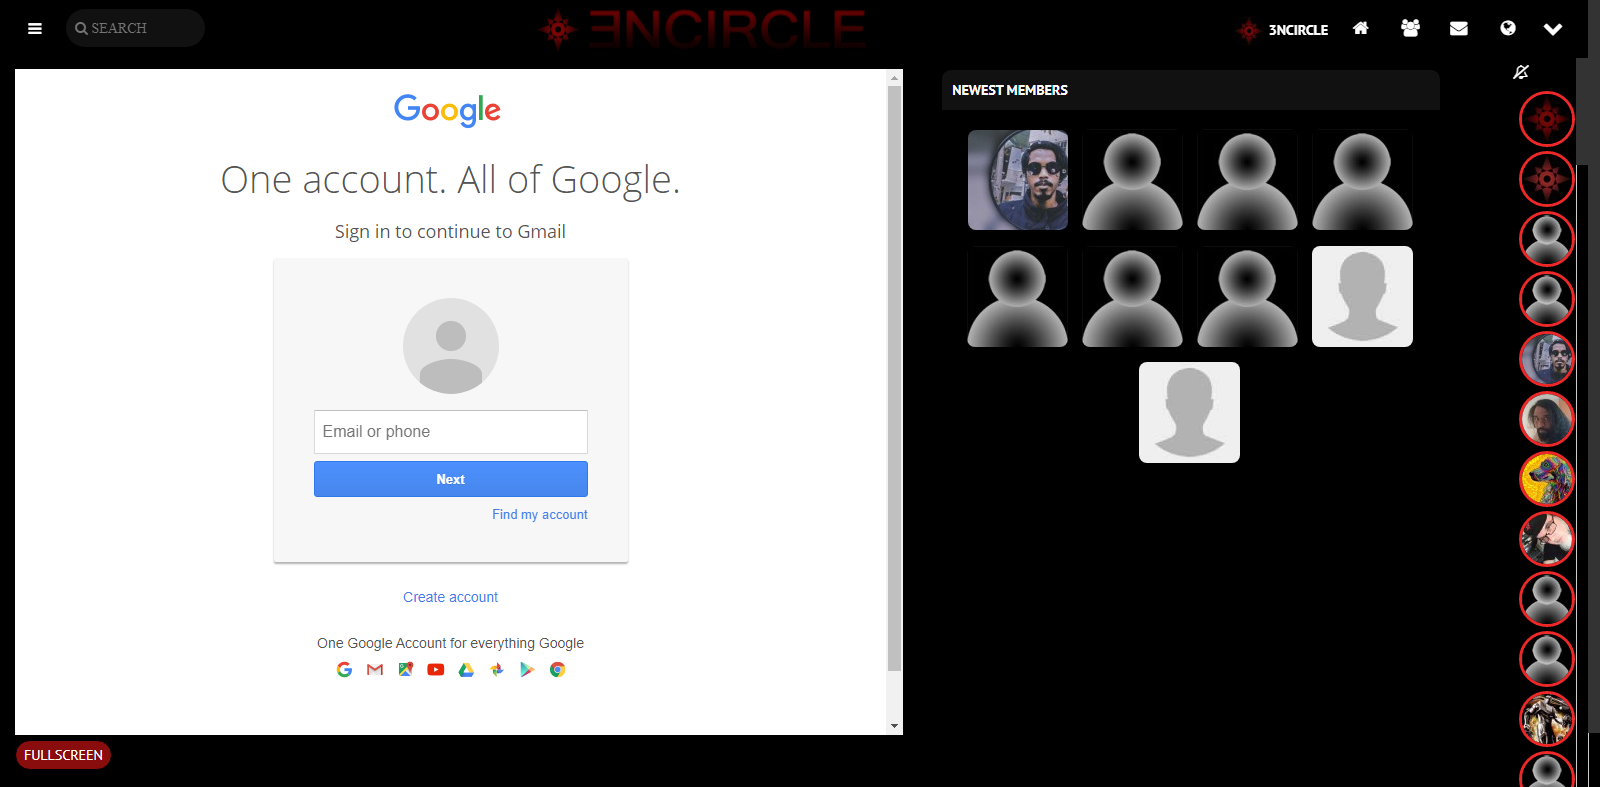 SEARCH
ƎNCIRCLE
3NCIRCLE
Google
One account. All of Google.
Sign in to continue to Gmail
Email or phone
Next
Find my account
Create account
One Google Account for everything Google
FULLSCREEN
NEWEST MEMBERS